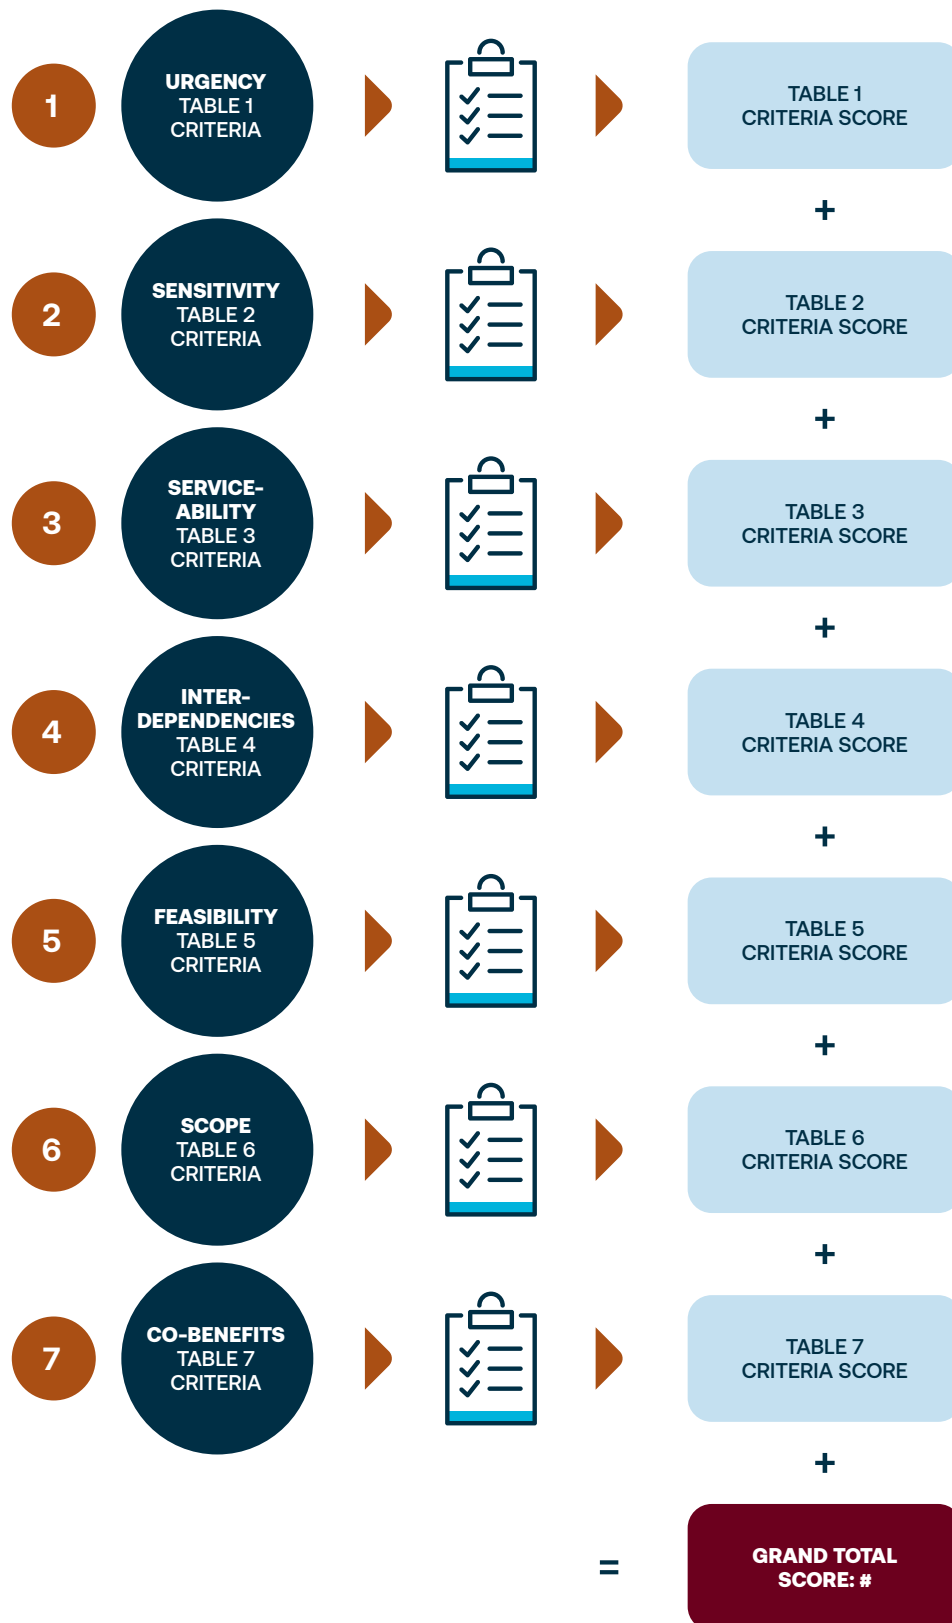 1
URGENCY
TABLE 1
CRITERIA
TABLE 1
CRITERIA SCORE
+
2
SENSITIVITY
TABLE 2
CRITERIA
TABLE 2
CRITERIA SCORE
+
3
SERVICE-
ABILITY
TABLE 3
CRITERIA
TABLE 3
CRITERIA SCORE
+
4
INTER-
DEPENDENCIES
TABLE 4
CRITERIA
TABLE 4
CRITERIA SCORE
+
5
FEASIBILITY
TABLE 5
CRITERIA
TABLE 5
CRITERIA SCORE
+
6
SCOPE
TABLE 6
CRITERIA
TABLE 6
CRITERIA SCORE
+
7
CO-BENEFITS
TABLE 7
CRITERIA
TABLE 7
CRITERIA SCORE
+
=
GRAND TOTAL
SCORE: #